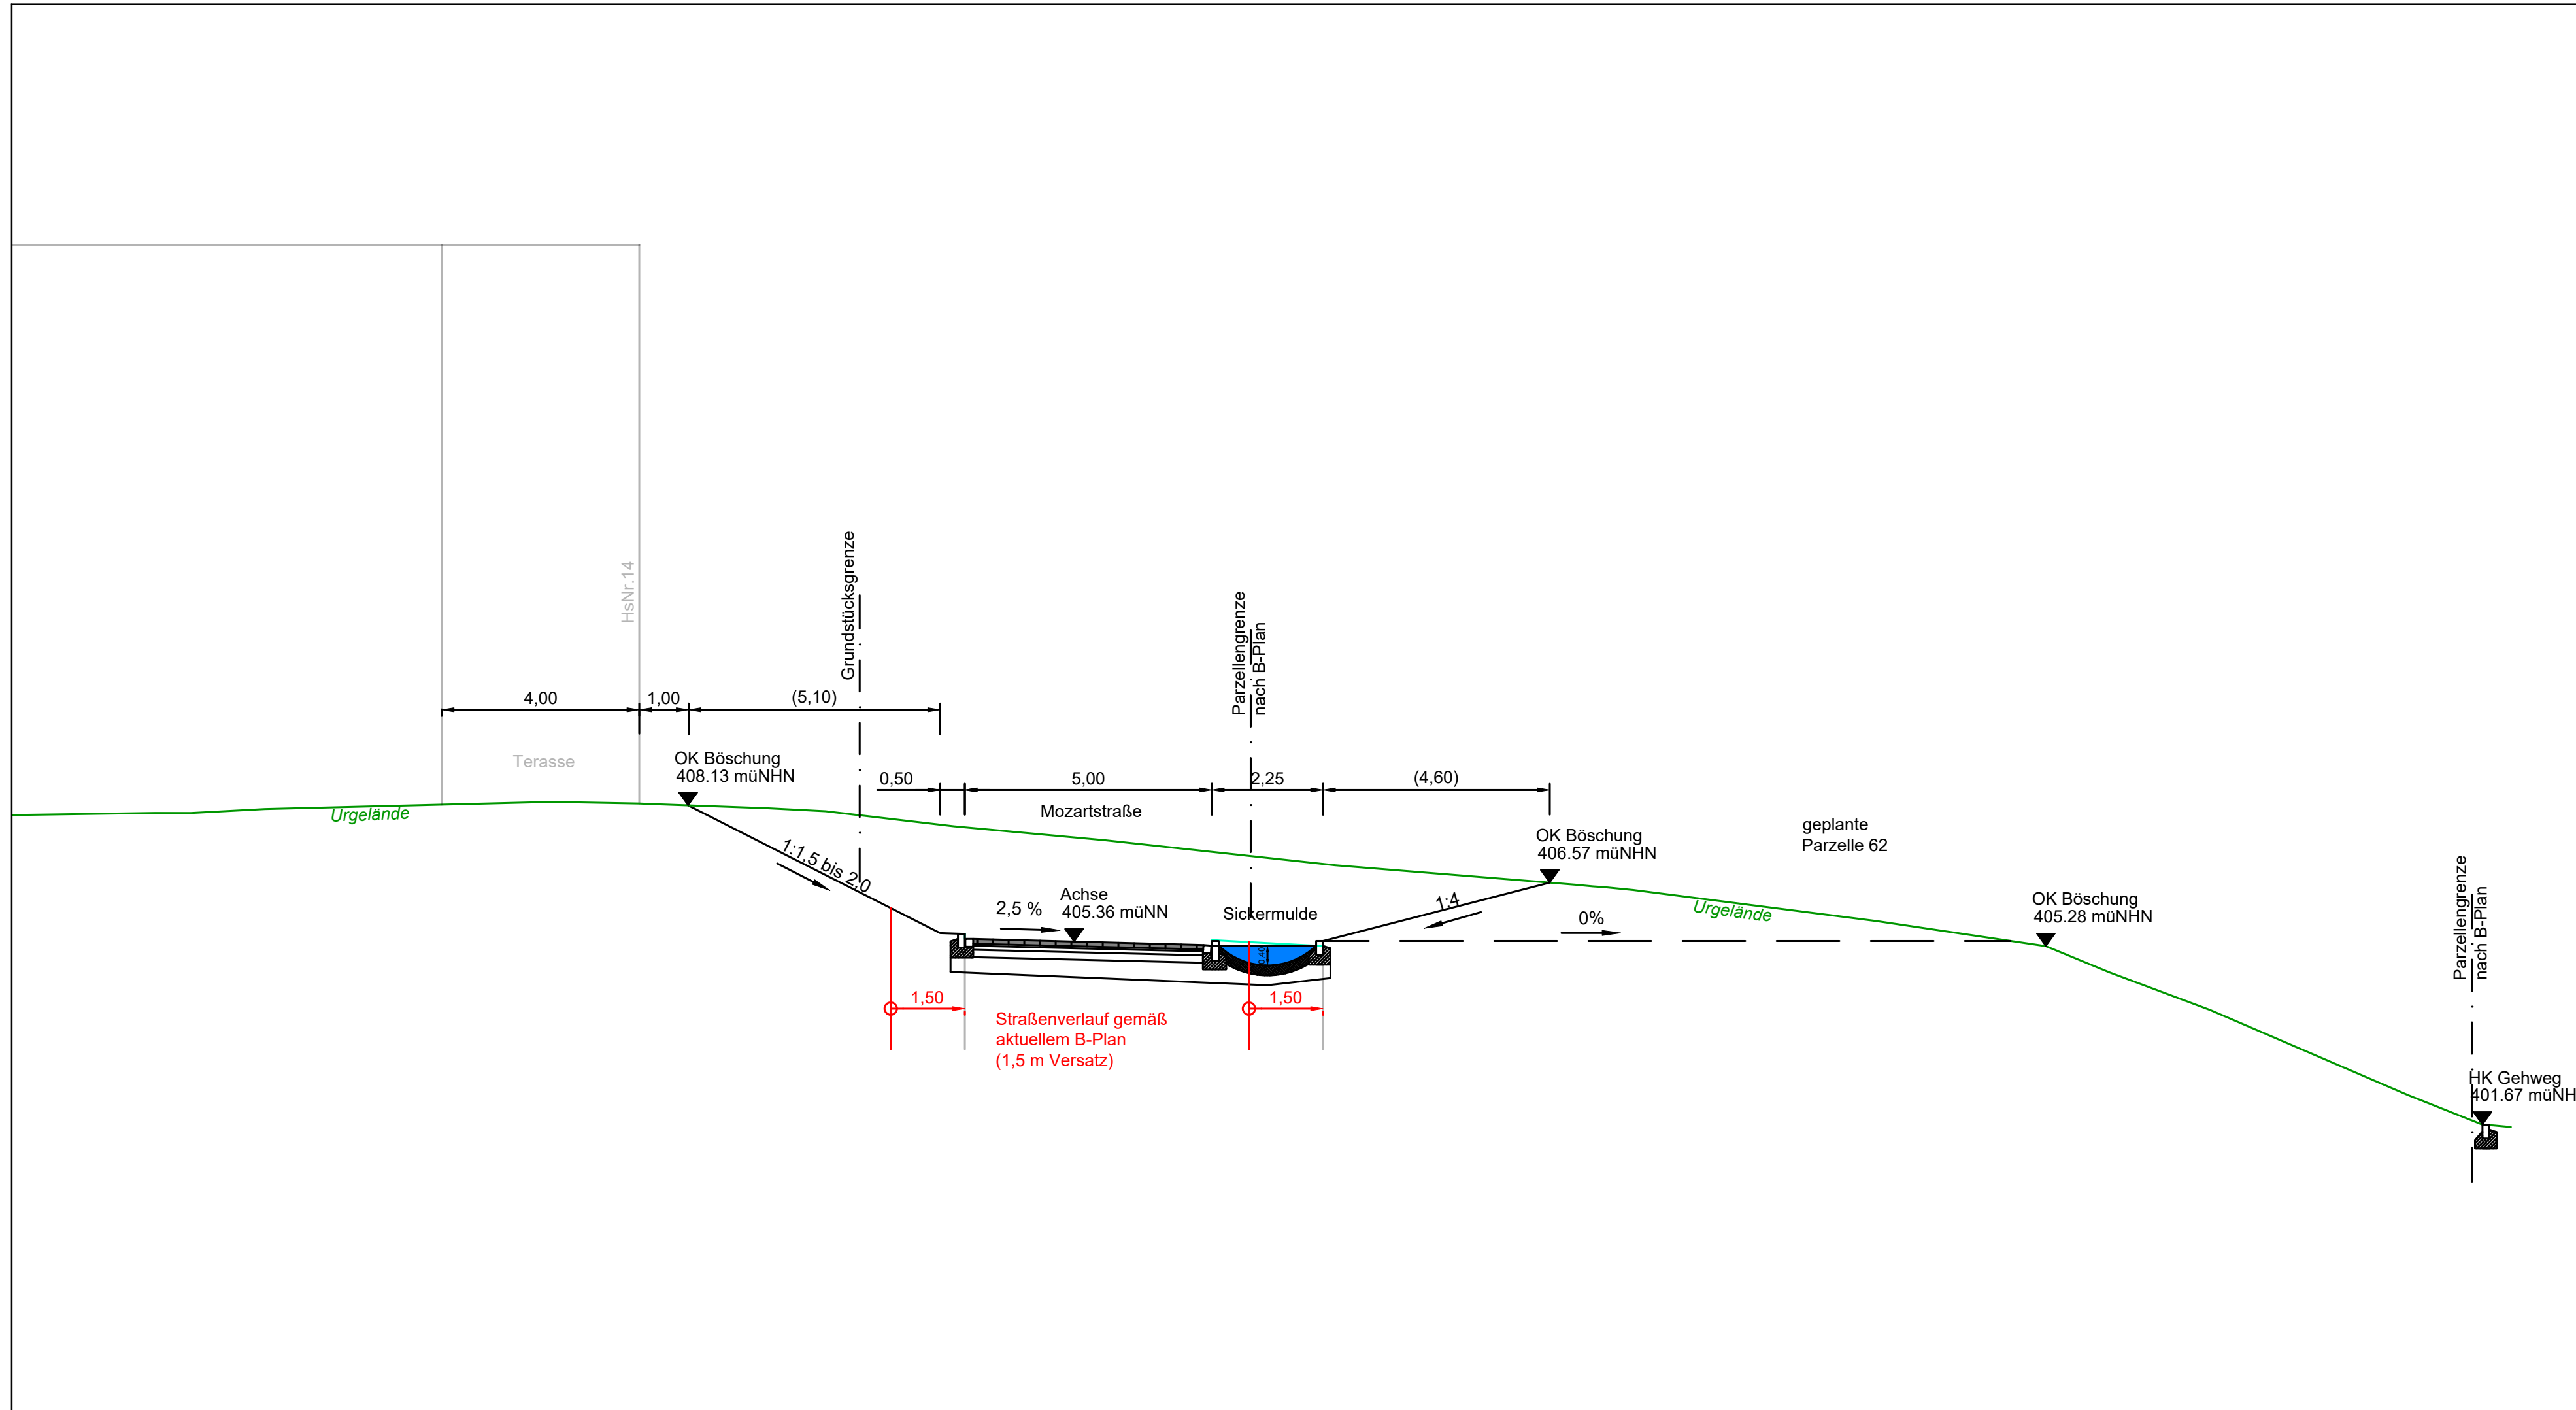 HsNr.14
Grundstücksgrenze
Parzellengrenze
nach B-Plan
4,00
1,00
(5,10)
Terasse
OK Böschung
408.13 müNHN
0,50
5,00
2,25
(4,60)
Mozartstraße
Urgelände
1:1,5 bis 2,0
OK Böschung
406.57 müNHN
geplante
Parzelle 62
2,5 %
Achse
405.36 müNN
Sickermulde
1:4
0%
Urgelände
OK Böschung
405.28 müNHN
Parzellengrenze
nach B-Plan
0,40
1,50
1,50
Straßenverlauf gemäß
aktuellem B-Plan
(1,5 m Versatz)
HK Gehweg
401.67 müNH